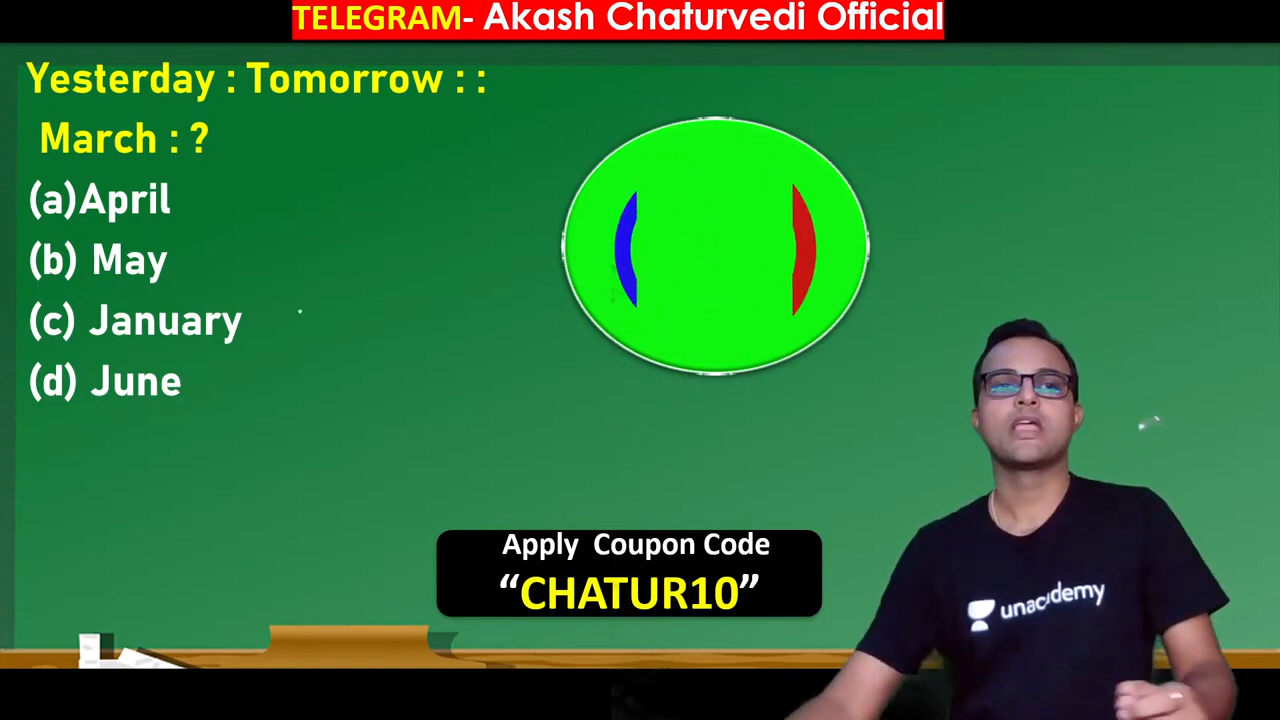 TELEGRAM- Akash Chaturvedi Official
Yesterday : Tomorrow : :
March : ?
(a)April
(b) May
(c) January
(d) June
Apply Coupon Code
“CHATUR10”
unacademy